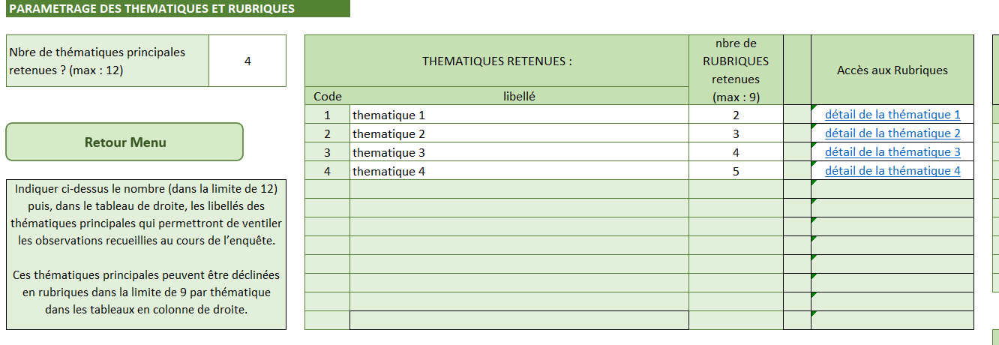 PARAMETRAGE DES THEMATIQUES ET RUBRIQUES
Nbre de thématiques principales
retenues ? (max : 12)
4
Retour Menu
Indiquer ci-dessus le nombre (dans la limite de 12)
puis, dans le tableau de droite, les libellés des
thématiques principales qui permettront de ventiler
les observations recueillies au cours de l’enquête.
Ces thématiques principales peuvent être déclinées
en rubriques dans la limite de 9 par thématique
dans les tableaux en colonne de droite.
THEMATIQUES RETENUES :
nbre de
RUBRIQUES
retenues
(max : 9)
Accès aux Rubriques
Code libellé
1 thematique 1 2 détail de la thématique 1
2 thematique 2 3 détail de la thématique 2
3 thematique 3 4 détail de la thématique 3
4 thematique 4 5 détail de la thématique 4